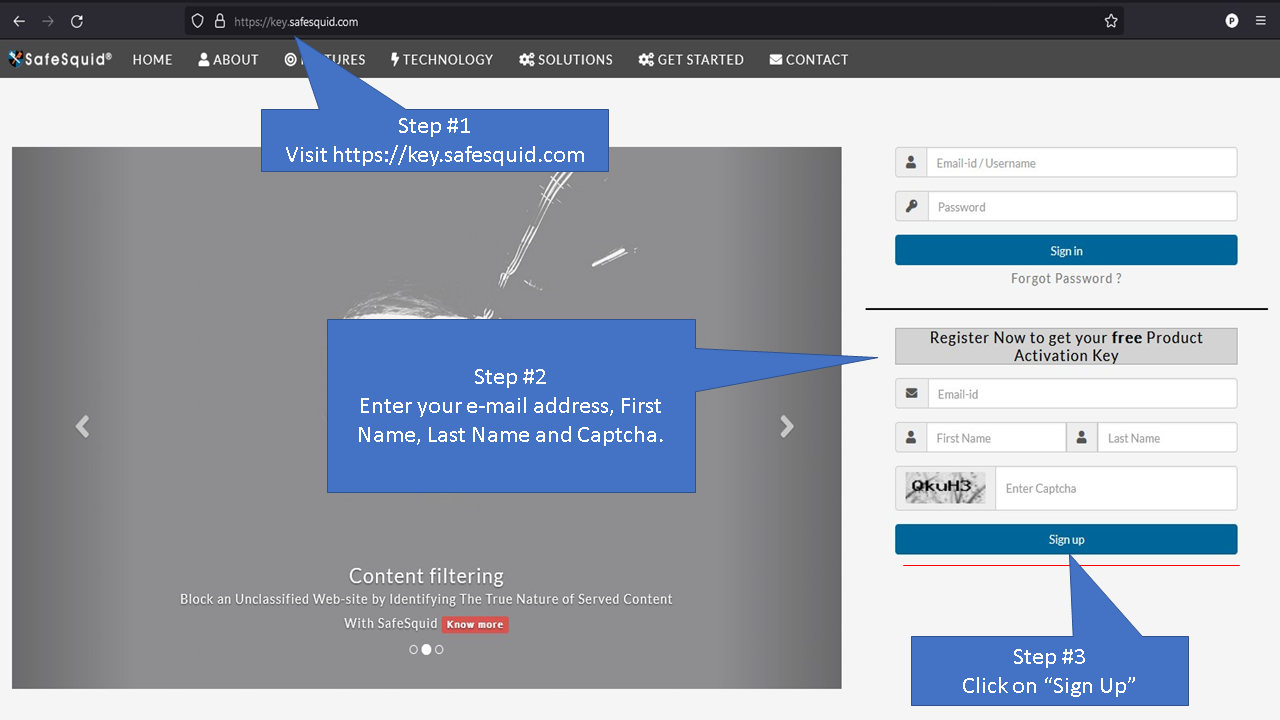 https://key.safesquid.com
P
SafeSquid®
HOME
ABOUT
TURES
TECHNOLOGY
SOLUTIONS
GET STARTED
CONTACT
Step #1
Visit https://key.safesquid.com
Email-id / Username
Password
Sign in
Forgot Password ?
Step #2
Enter your e-mail address, First
Name, Last Name and Captcha.
Register Now to get your free Product
Activation Key
Email-id
First Name
Last Name
QkuH3
Enter Captcha
Sign up
Content filtering
Block an Unclassified Web-site by Identifying The True Nature of Served Content
With SafeSquid Know more
Step #3
Click on “Sign Up”